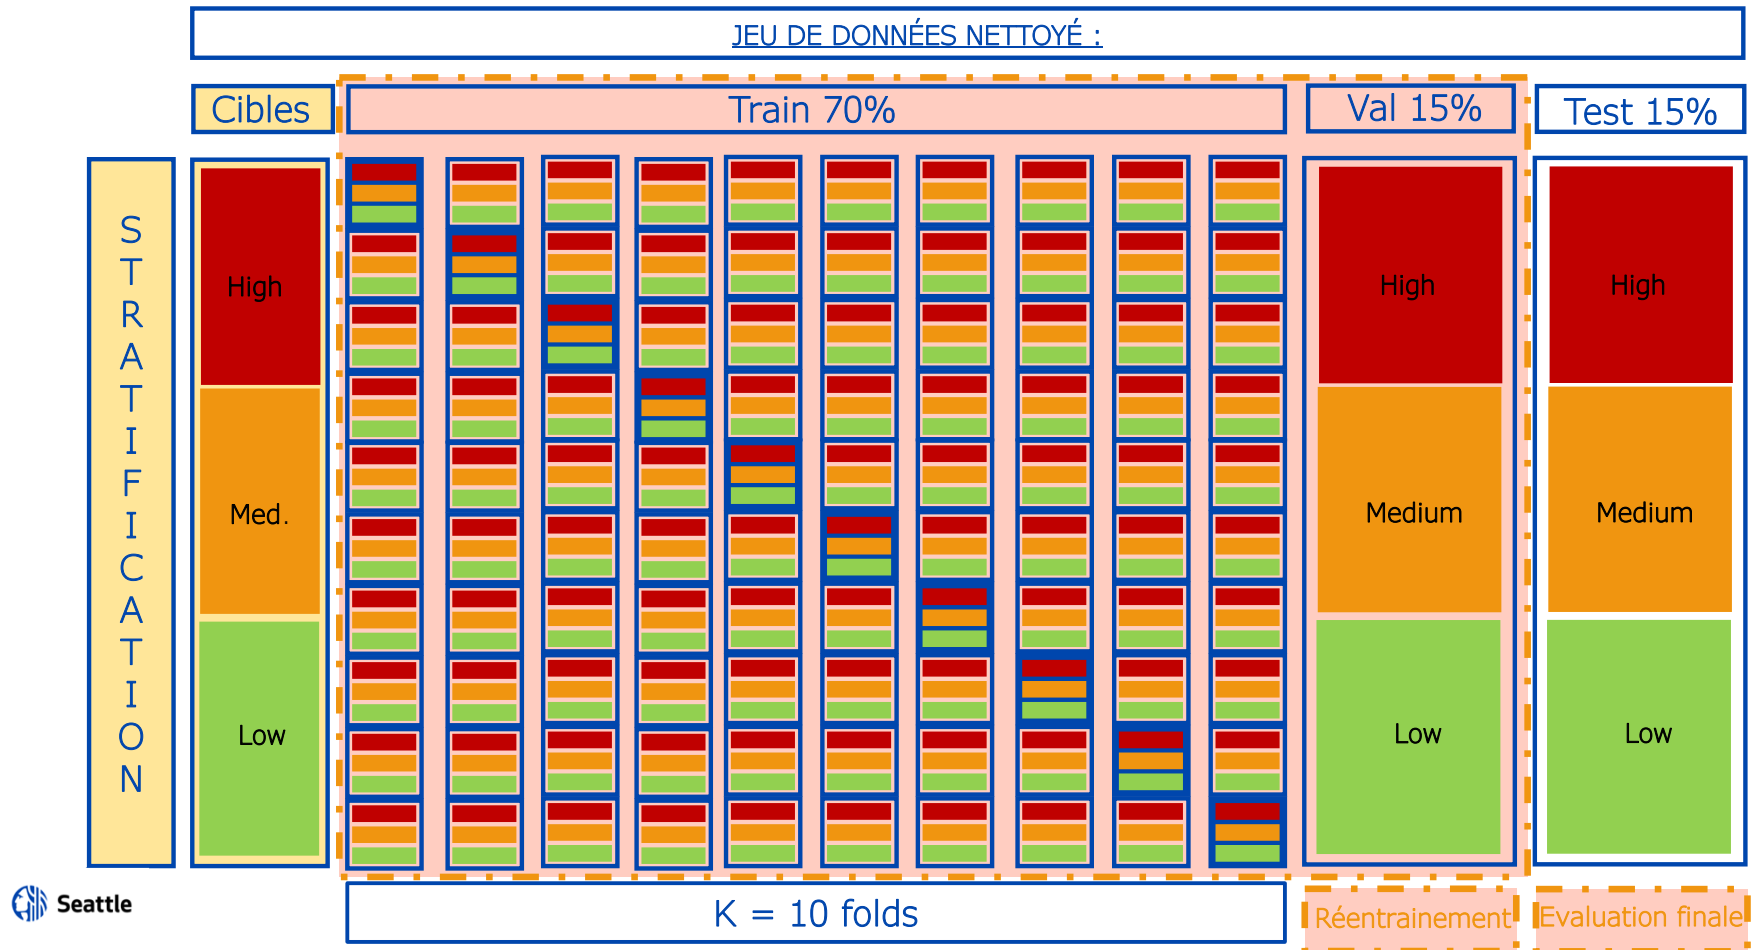 JEU DE DONNÉES NETTOYÉ :
Cibles
Train 70%
Val 15%
Test 15%
S
T
R
A
T
I
F
I
C
A
T
I
O
N
High
Med.
Low
High
Medium
Low
High
Medium
Low
Seattle
K = 10 folds
Réentrainement
Evaluation finale